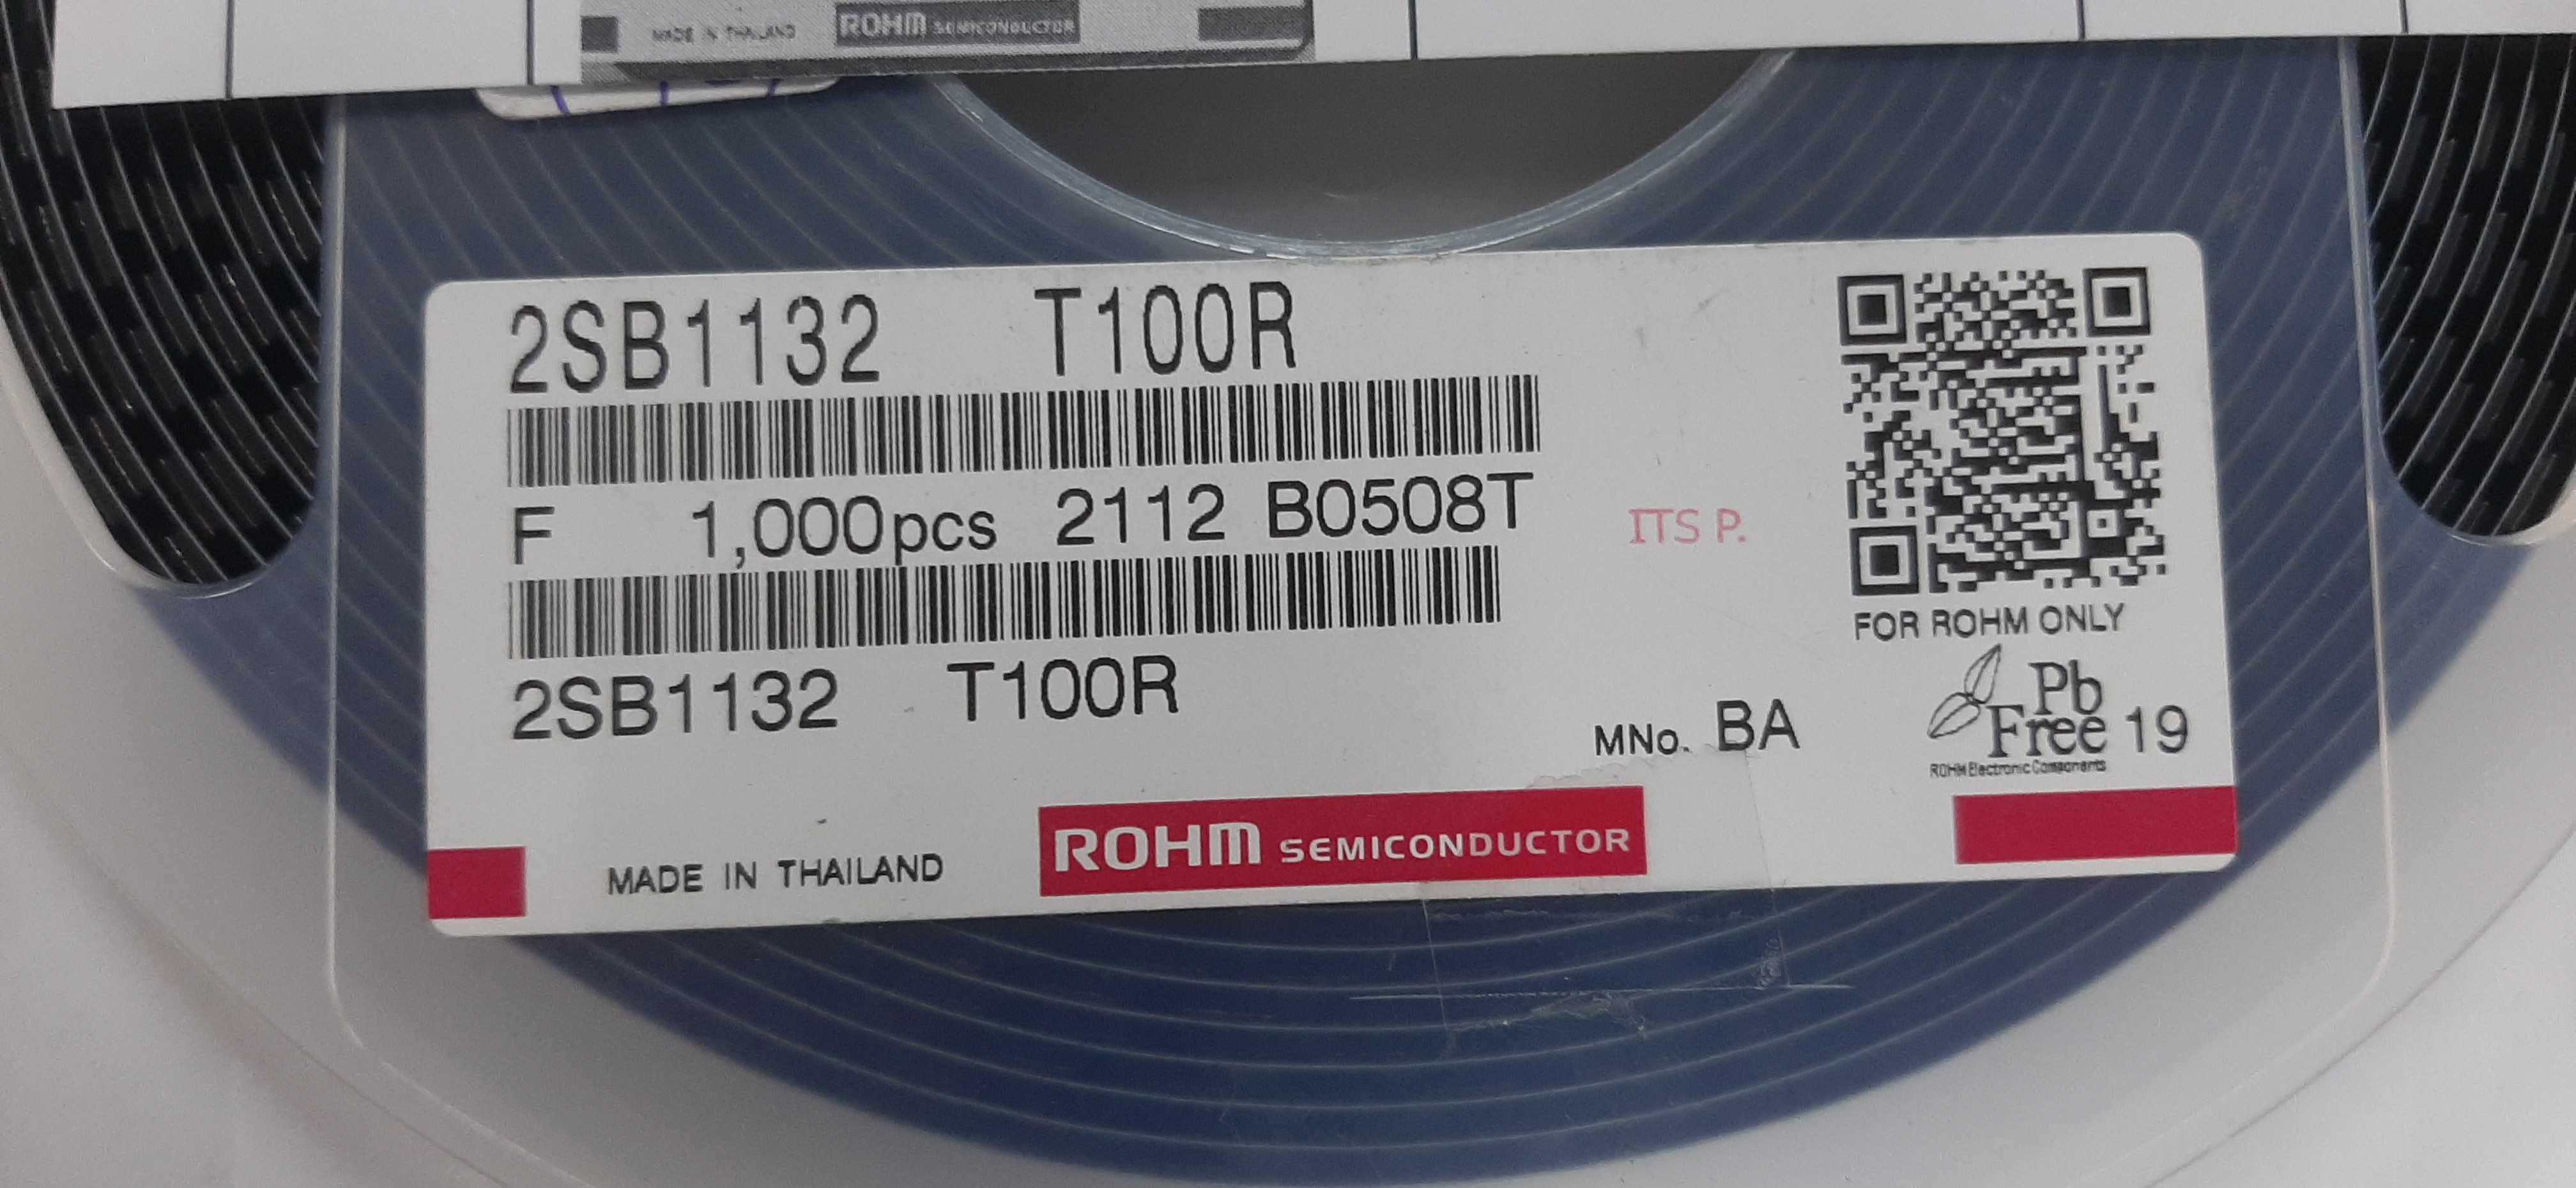 MADE IN THAILAND ROHM SEMICONDUCTOR
2SB1132 T100R
F 1,000pcs 2112 B0508T
ITS P.
FOR ROHM ONLY
2SB1132 T100R
MNo. BA
Pb
Free 19
ROHM Electronic Components
MADE IN THAILAND
ROHM SEMICONDUCTOR